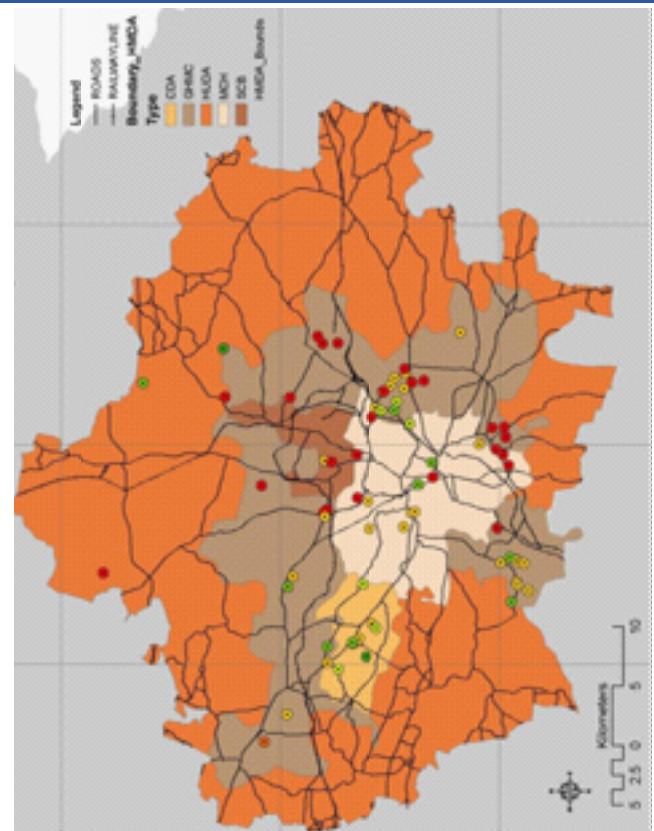 Legend
ROADS
RAILWAYLINE
Boundary_HMDA
Type
CDA
GHMC
HUDA
MCH
SCB
HMDA_Bounds
Kilometers
5 2.5 0 5 10